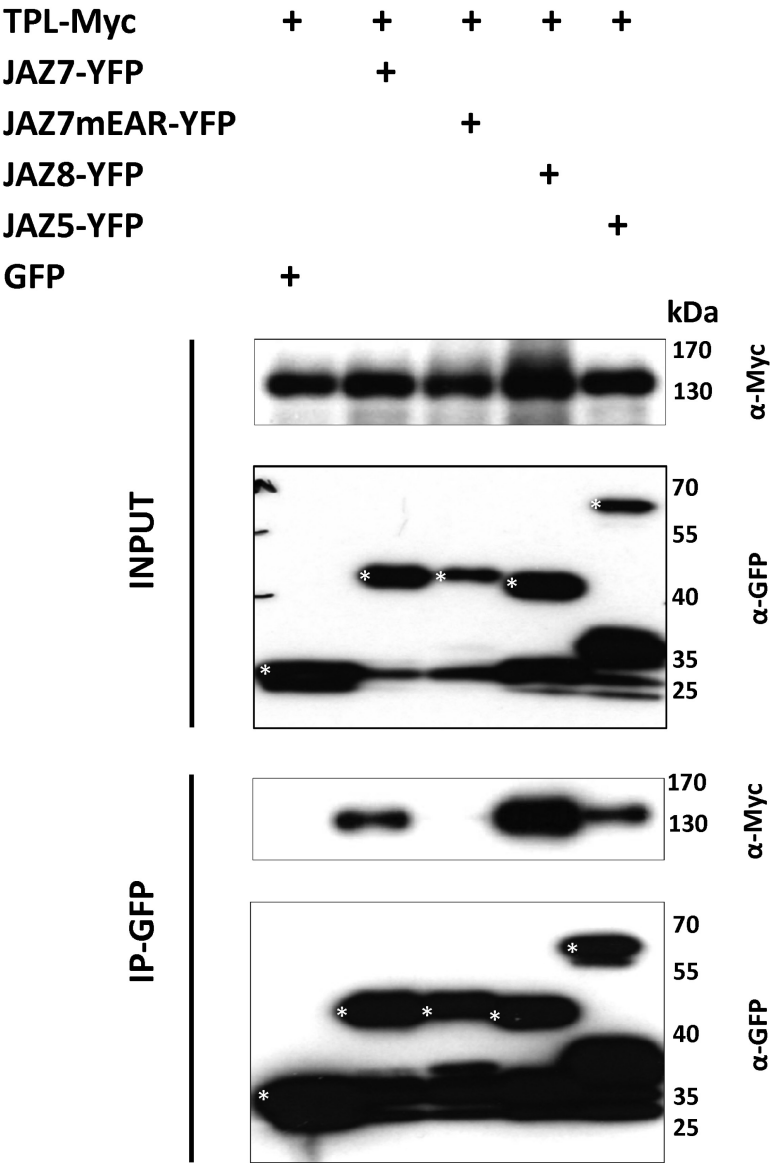 TPL-Myc + + + + +
JAZ7-YFP +
JAZ7mEAR-YFP +
JAZ8-YFP +
JAZ5-YFP +
GFP +
kDa
INPUT
170
130
α-Myc
*
*
*
*
*
70
55
40
35
25
α-GFP
IP-GFP
170
130
α-Myc
*
*
*
*
*
70
55
40
35
25
α-GFP